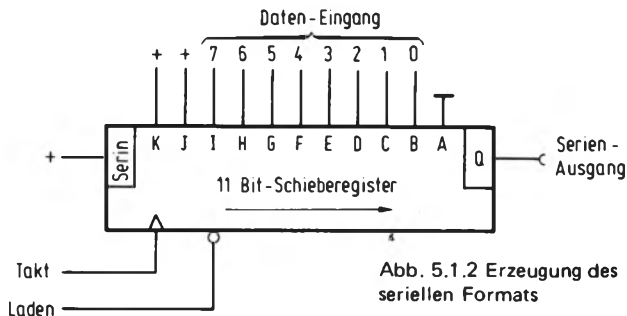 Daten-Eingang
+ + 7 6 5 4 3 2 1 0
K J I H G F E D C B A
+ Serin
Q
Serien-
Ausgang
11 Bit-Schieberegister
Takt
Laden
Abb. 5.1.2 Erzeugung des
seriellen Formats